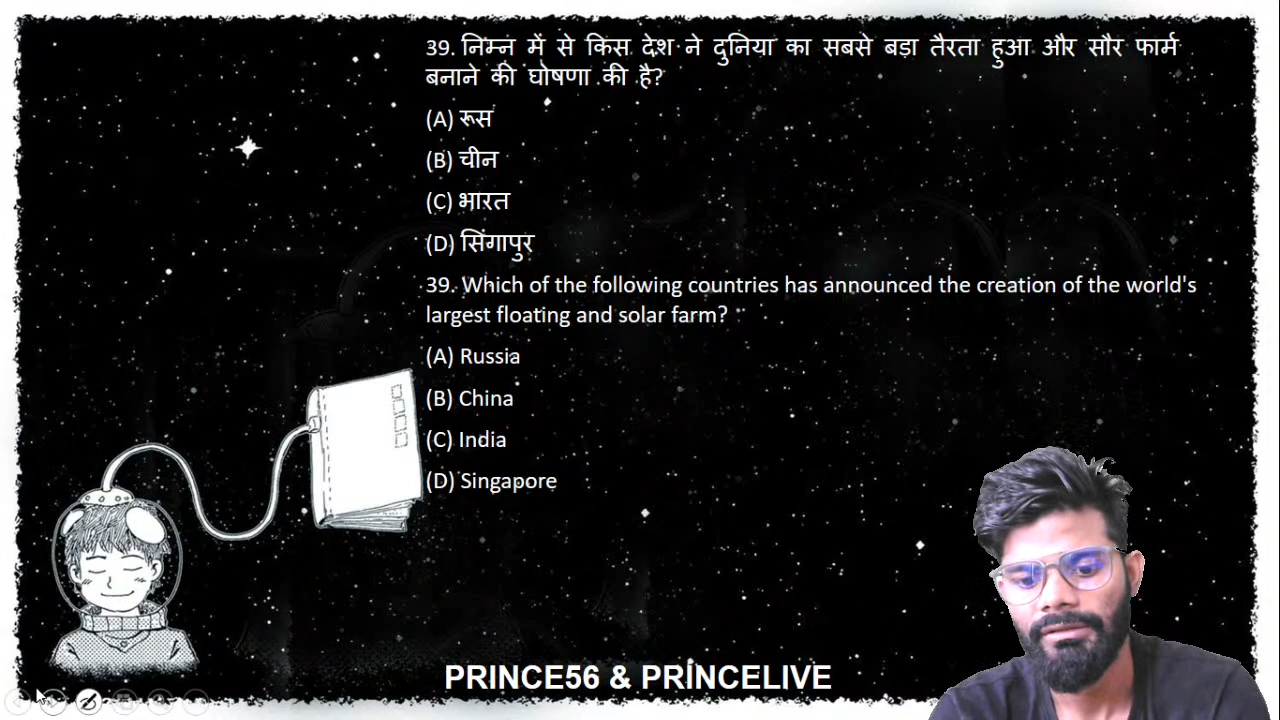 39. निम्न में से किस देश ने दुनिया का सबसे बड़ा तैरता हुआ और सौर फार्म
बनाने की घोषणा की है?
(A) रूस
(B) चीन
(C) भारत
(D) सिंगापुर
39. Which of the following countries has announced the creation of the world's
largest floating and solar farm?
(A) Russia
(B) China
(C) India
(D) Singapore
PRINCE56 & PRINCELIVE